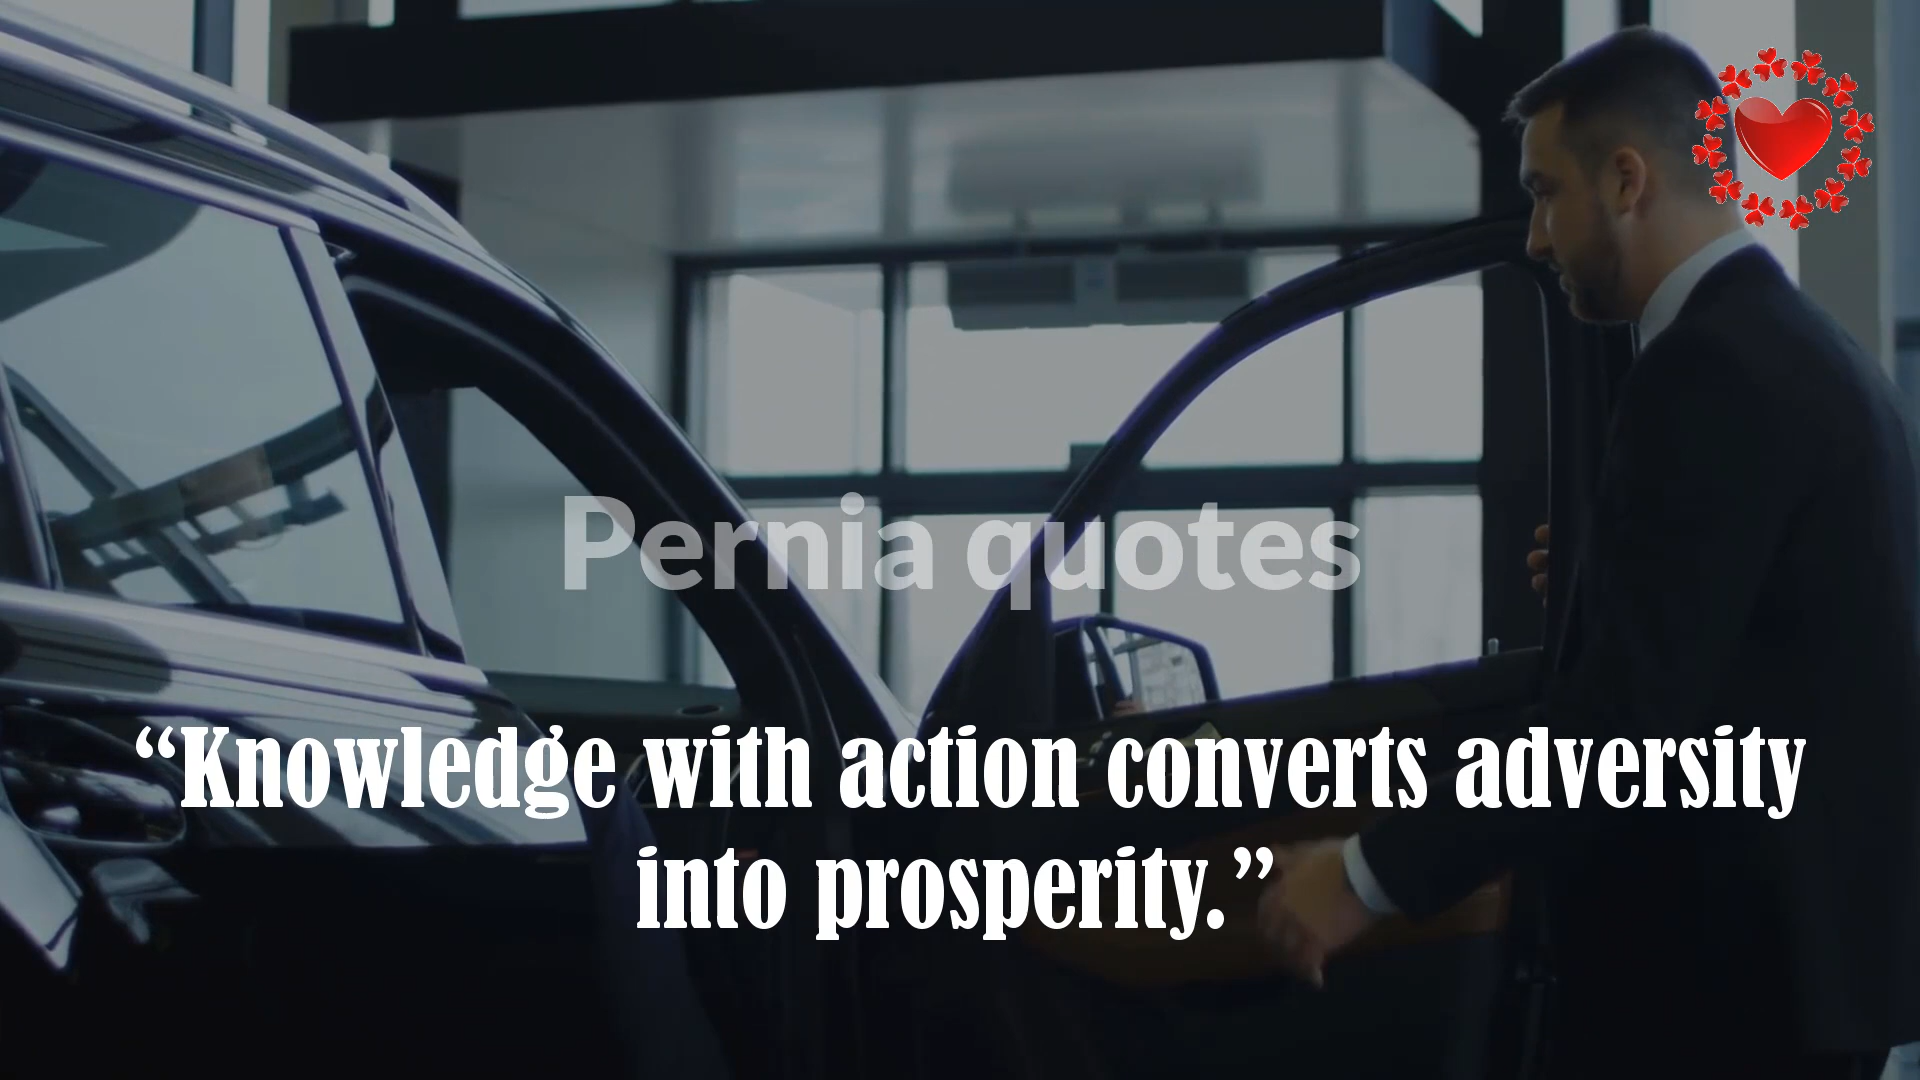 Pernia quotes
“Knowledge with action converts adversity
into prosperity.”